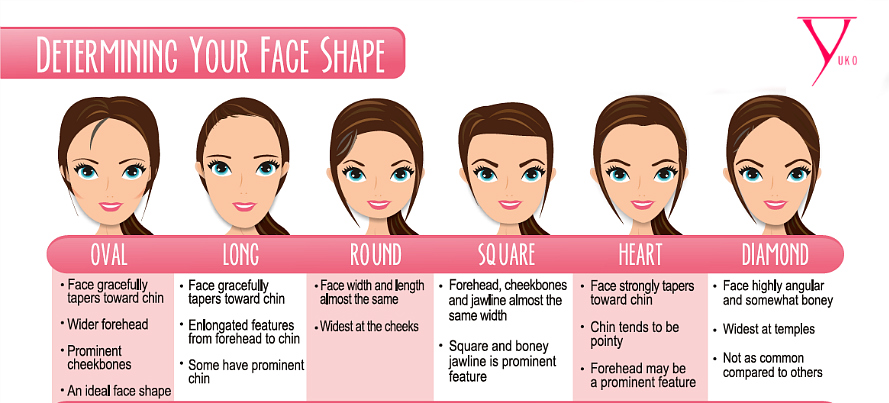 DETERMINING YOUR FACE SHAPE
YUKO
OVAL
LONG
ROUND
SQUARE
HEART
DIAMOND
• Face gracefully
tapers toward chin
• Wider forehead
• Prominent
cheekbones
• An ideal face shape
• Face gracefully
tapers toward chin
• Enlongated features
from forehead to chin
• Some have prominent
chin
• Face width and length
almost the same
• Widest at the cheeks
• Forehead, cheekbones
and jawline almost the
same width
• Square and boney
jawline is prominent
feature
• Face strongly tapers
toward chin
• Chin tends to be
pointy
• Forehead may be
a prominent feature
• Face highly angular
and somewhat boney
• Widest at temples
• Not as common
compared to others